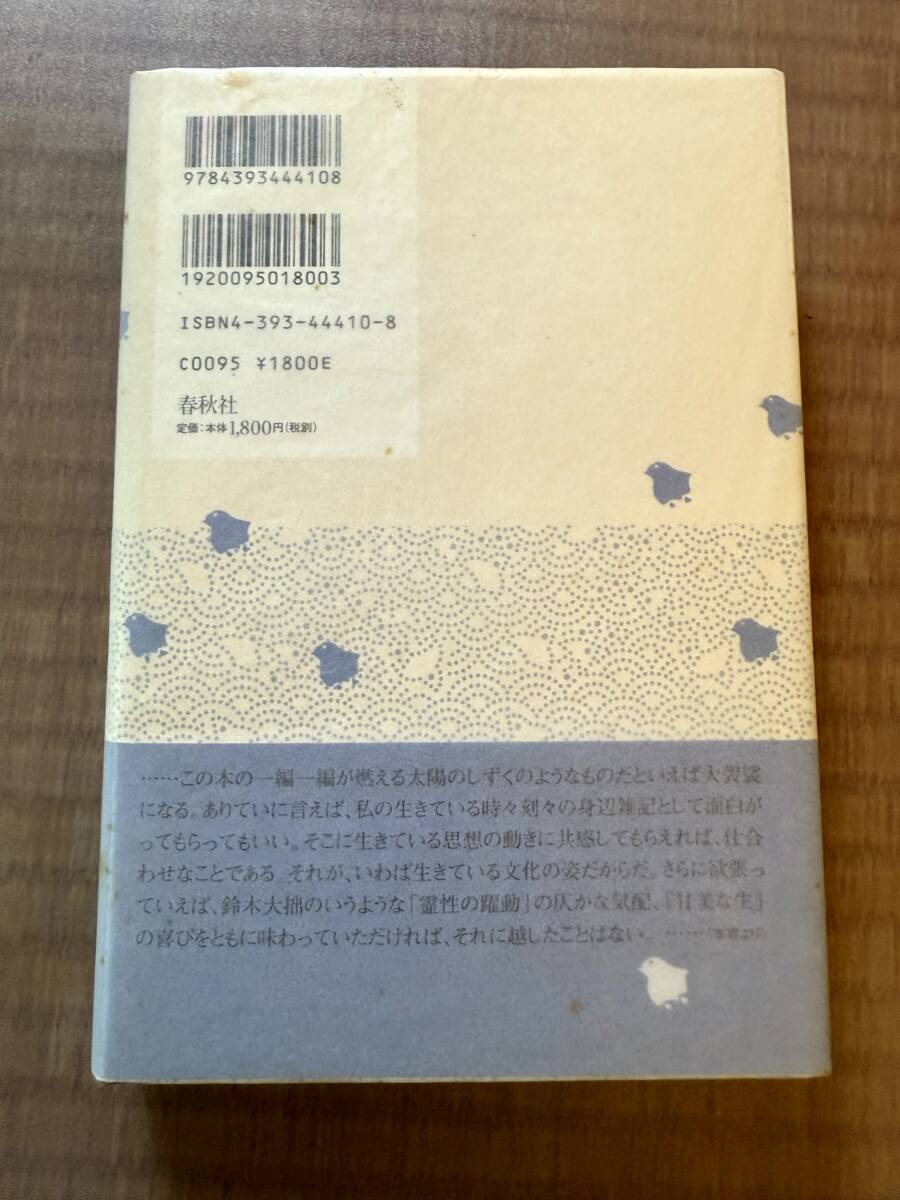 9784393444108
1920095018003
ISBN4-393-44410-8
C0095 ¥1800E
春秋社
定価:本体1,800円(税別)
……この本の一編一編が燃える太陽のしずくのようなものだといえば大袈裟
になる。ありていに言えば、私の生きている時々刻々の身辺雑記として面白が
ってもらってもいい。そこに生きている思想の動きに共感してもらえれば、仕合
わせなことである。それが、いわば生きている文化の姿だからだ。さらに欲張っ
ていえば、鈴木大拙のいうような「霊性の躍動」の仄かな気配、『甘美な生』
の喜びをともに味わっていただければ、それに越したことはない。……(本書より)